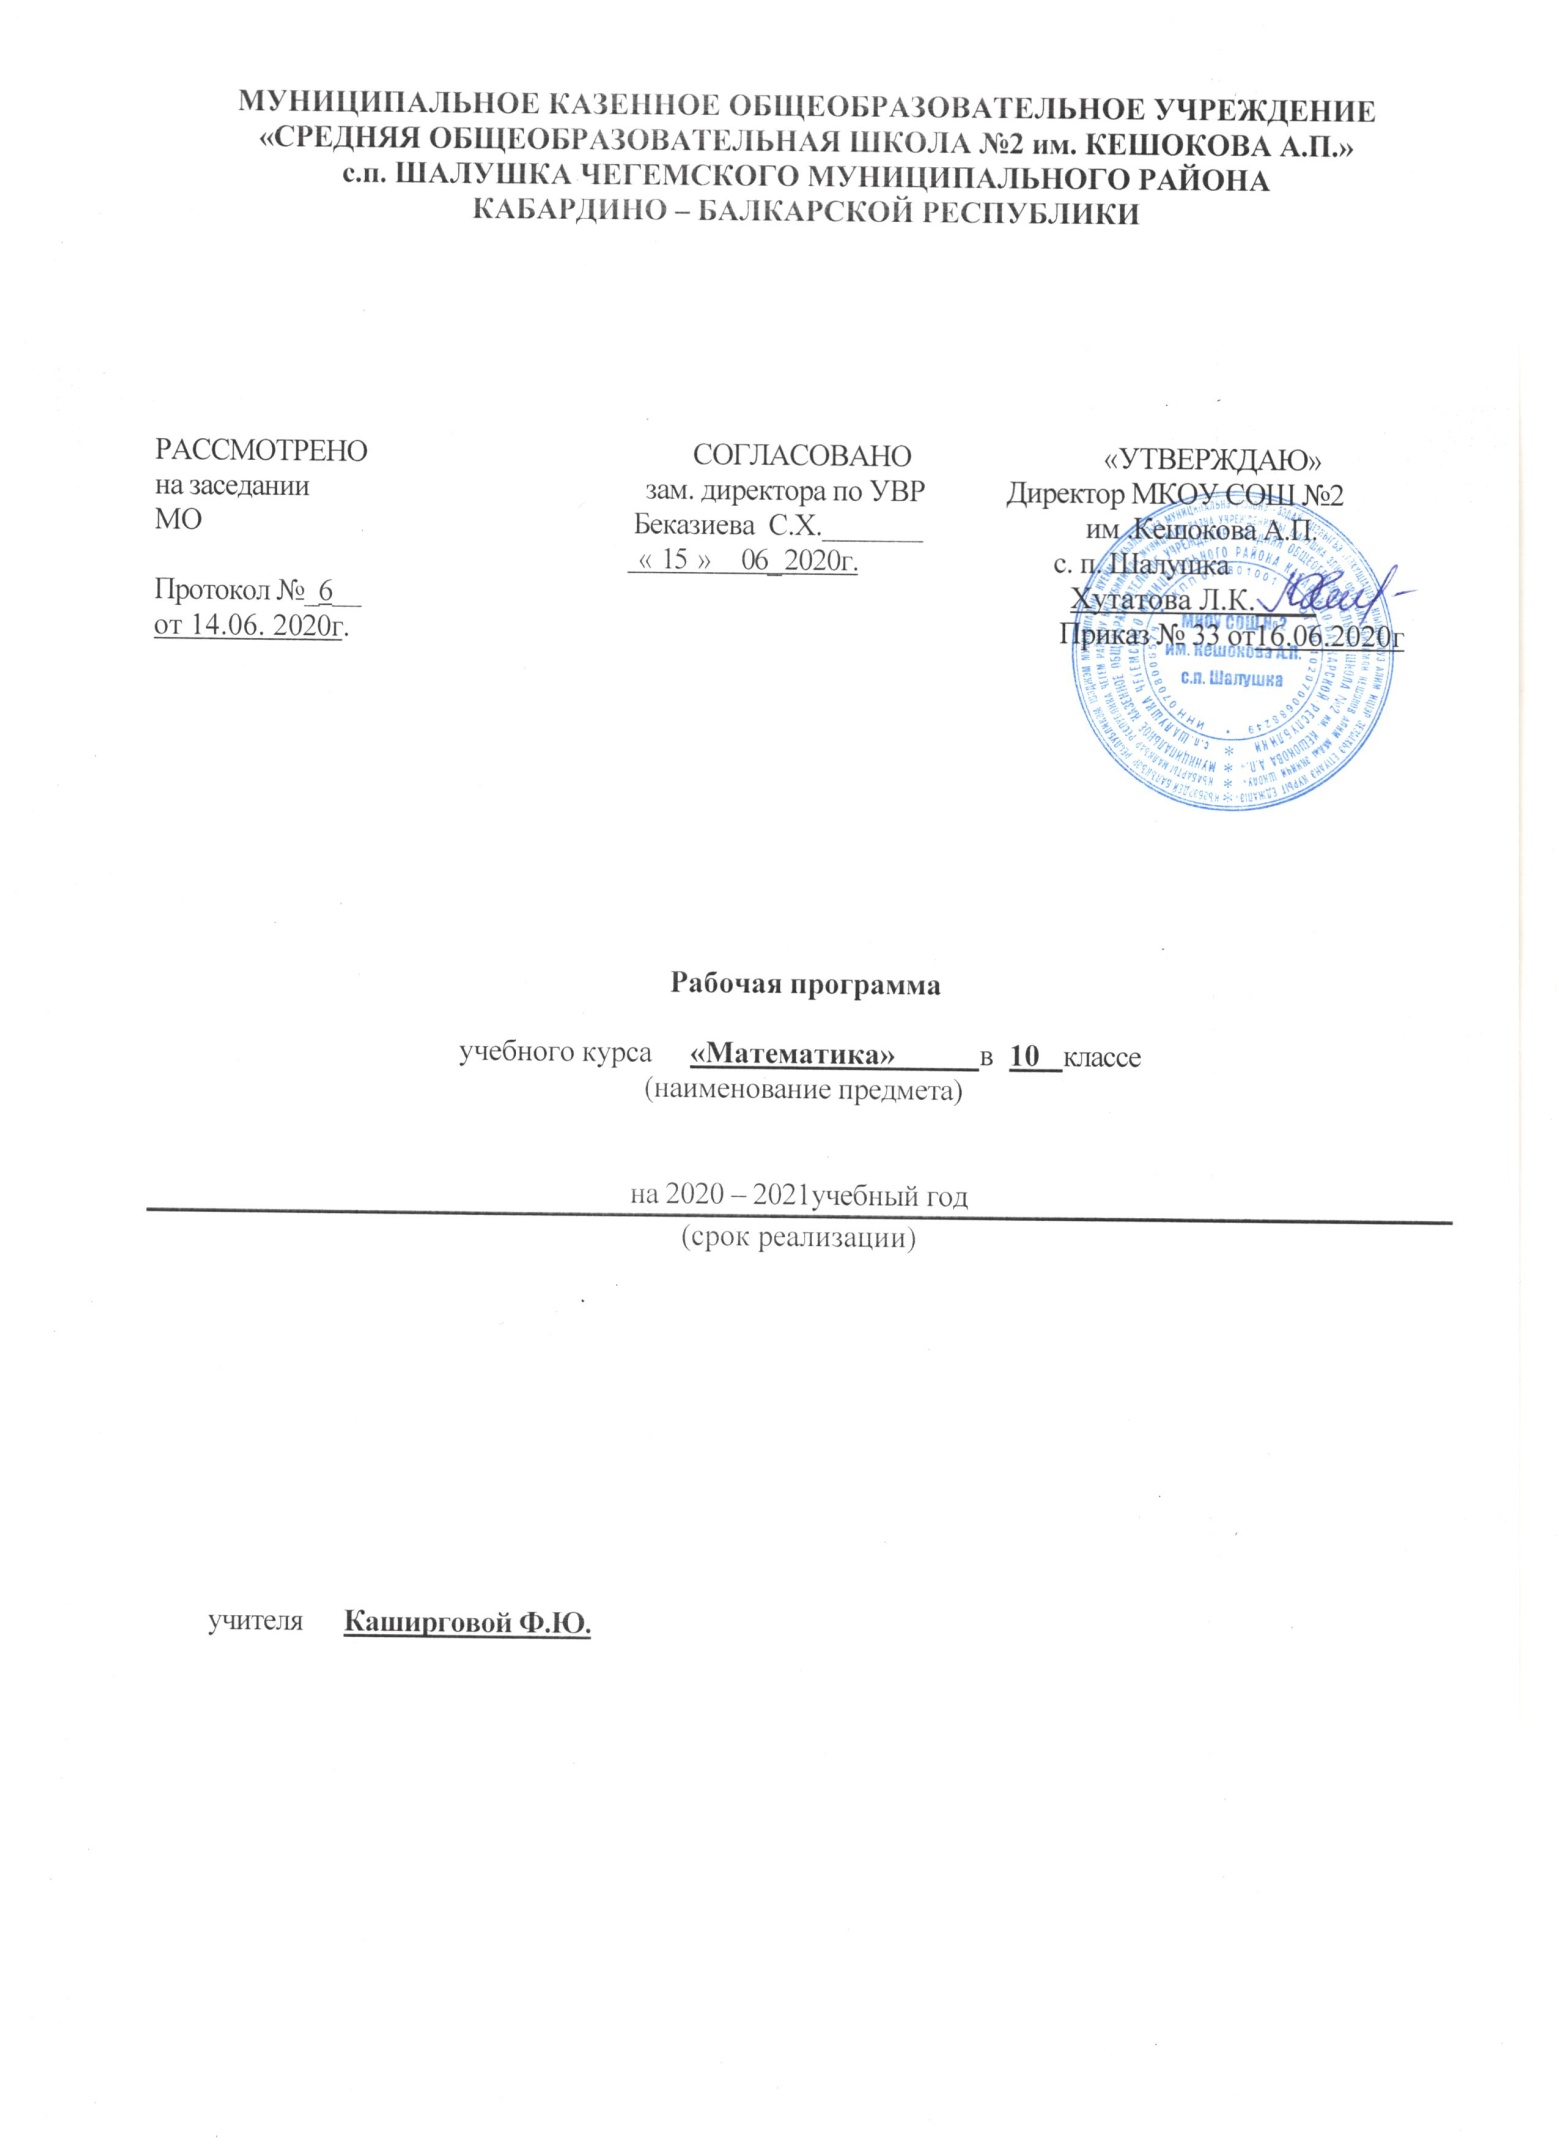 МУНИЦИПАЛЬНОЕ КАЗЕННОЕ ОБЩЕОБРАЗОВАТЕЛЬНОЕ УЧРЕЖДЕНИЕ
«СРЕДНЯЯ ОБЩЕОБРАЗОВАТЕЛЬНАЯ ШКОЛА №2 им. КЕШОКОВА А.П.»
с.п. ШАЛУШКА ЧЕГЕМСКОГО МУНИЦИПАЛЬНОГО РАЙОНА
КАБАРДИНО – БАЛКАРСКОЙ РЕСПУБЛИКИ
РАССМОТРЕНО
на заседании
МО
Протокол №_6__
от 14.06. 2020г.
СОГЛАСОВАНО
зам. директора по УВР
Беказиева С.Х._______
« 15 » 06_2020г.
«УТВЕРЖДАЮ»
Директор МКОУ СОШ №2
им .Кешокова А.П.
с. п. Шалушка
Хутатова Л.К.
Приказ № 33 от16.06.2020г
МКОУ СОШ №2
им. Кешокова А.П.
с.п. Шалушка
Рабочая программа
учебного курса «Математика» в 10 классе
(наименование предмета)
на 2020 – 2021учебный год
(срок реализации)
учителя Каширговой Ф.Ю.